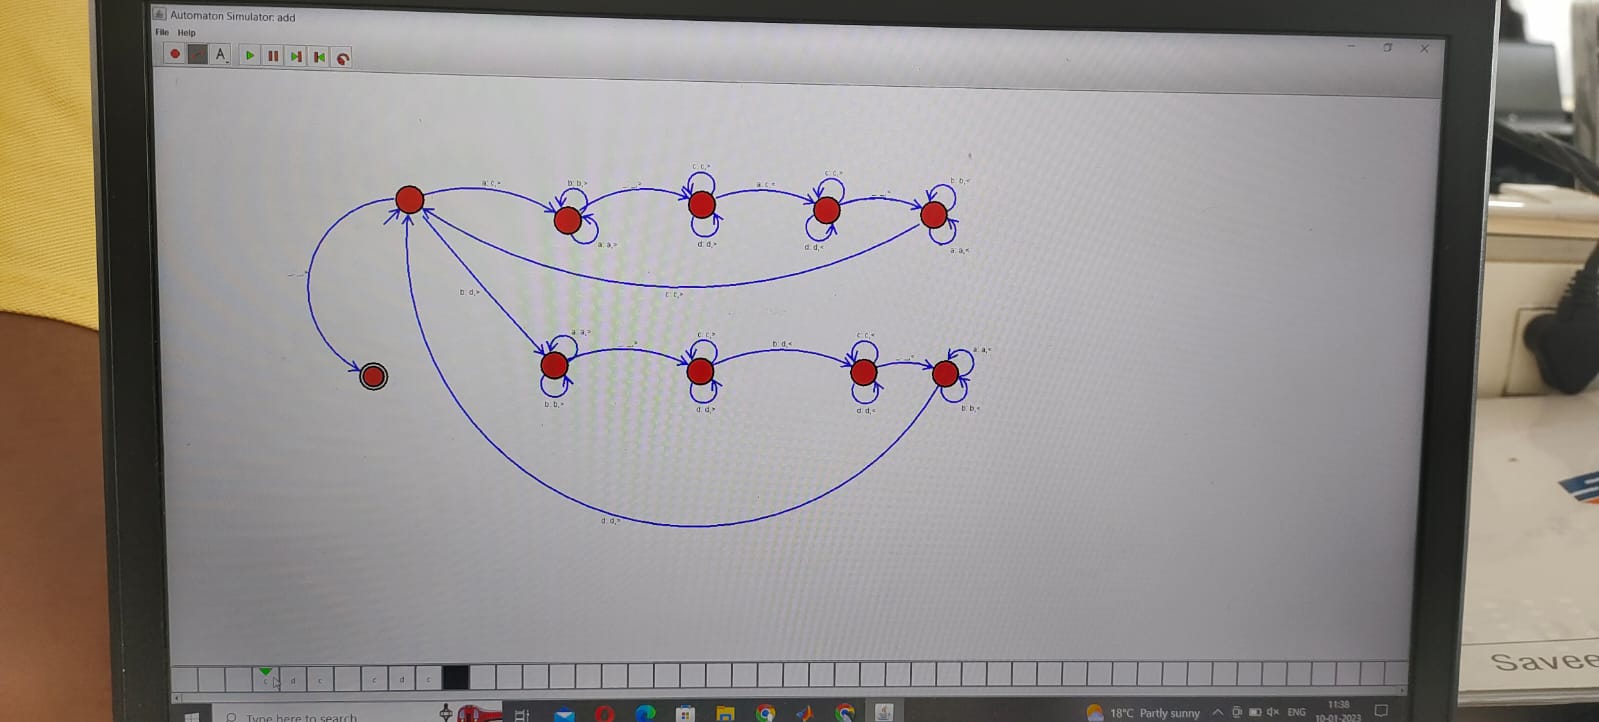 Automaton Simulator: add
File Help
A
c:c,> c:c,> b:b,>
a:c,> b:b,> _:_,> a:c,< _:_,<
a:a,> d:d,> d:d,< a:a,<
_:_,>
b:d,> c:c,>
a:a,> _:_,> c:c,> b:d,< c:c,< _:_,< a:a,<
b:b,> d:d,> d:d,< b:b,<
d:d,>
c d c c d c
Type here to search
18°C Partly sunny ENG 11:38
10-01-2023
Savee